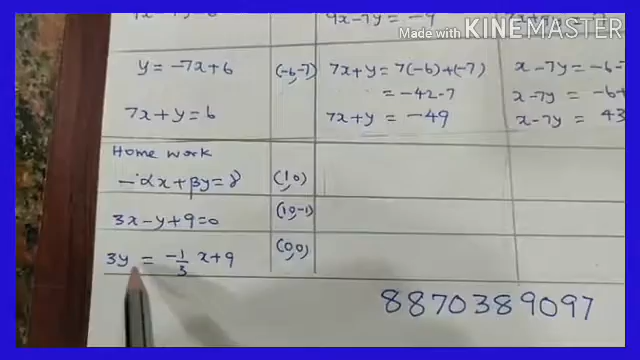 4x-7y = -9
Made with KINEMASTER
y = -7x+6
(-6,-7)
7x+y = 7(-6)+(-7)
= -42-7
7x+y=6
7x+y = -49
x-7y = -6-7
x-7y = -6+
x-7y = 43
Home work
-αx+βy=γ
(1,0)
3x-y+9=0
(10,-1)
3y = -1/3 x+9
(0,0)
8870389097